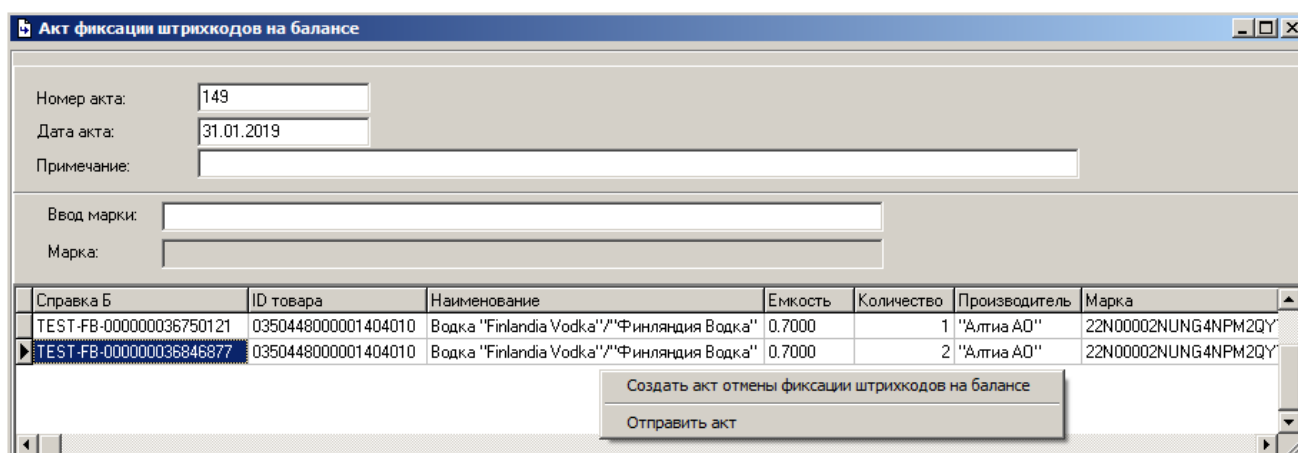 Акт фиксации штрихкодов на балансе
Номер акта: 149
Дата акта: 31.01.2019
Примечание:
Ввод марки:
Марка:
Справка Б ID товара Наименование Емкость Количество Производитель Марка
TEST-FB-000000036750121 0350448000001404010 Водка "Finlandia Vodka"/"Финляндия Водка" 0.7000 1 "Алтиа АО" 22N00002NUNG4NPM2QY
TEST-FB-000000036846877 0350448000001404010 Водка "Finlandia Vodka"/"Финляндия Водка" 0.7000 2 "Алтиа АО" 22N00002NUNG4NPM2QY
Создать акт отмены фиксации штрихкодов на балансе
Отправить акт